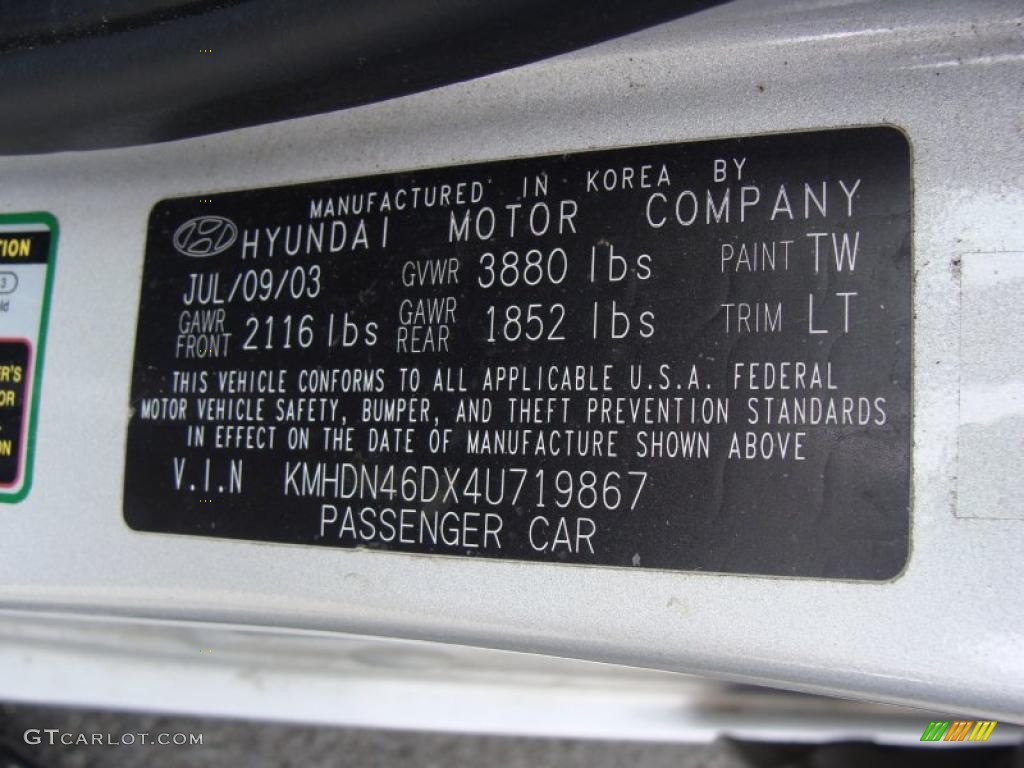 MANUFACTURED IN KOREA BY
HYUNDAI MOTOR COMPANY
JUL/09/03 GVWR 3880 lbs PAINT TW
GAWR FRONT 2116 lbs GAWR REAR 1852 lbs TRIM LT
THIS VEHICLE CONFORMS TO ALL APPLICABLE U.S.A. FEDERAL
MOTOR VEHICLE SAFETY, BUMPER, AND THEFT PREVENTION STANDARDS
IN EFFECT ON THE DATE OF MANUFACTURE SHOWN ABOVE
V.I.N KMHDN46DX4U719867
PASSENGER CAR
GTCARLOT.COM